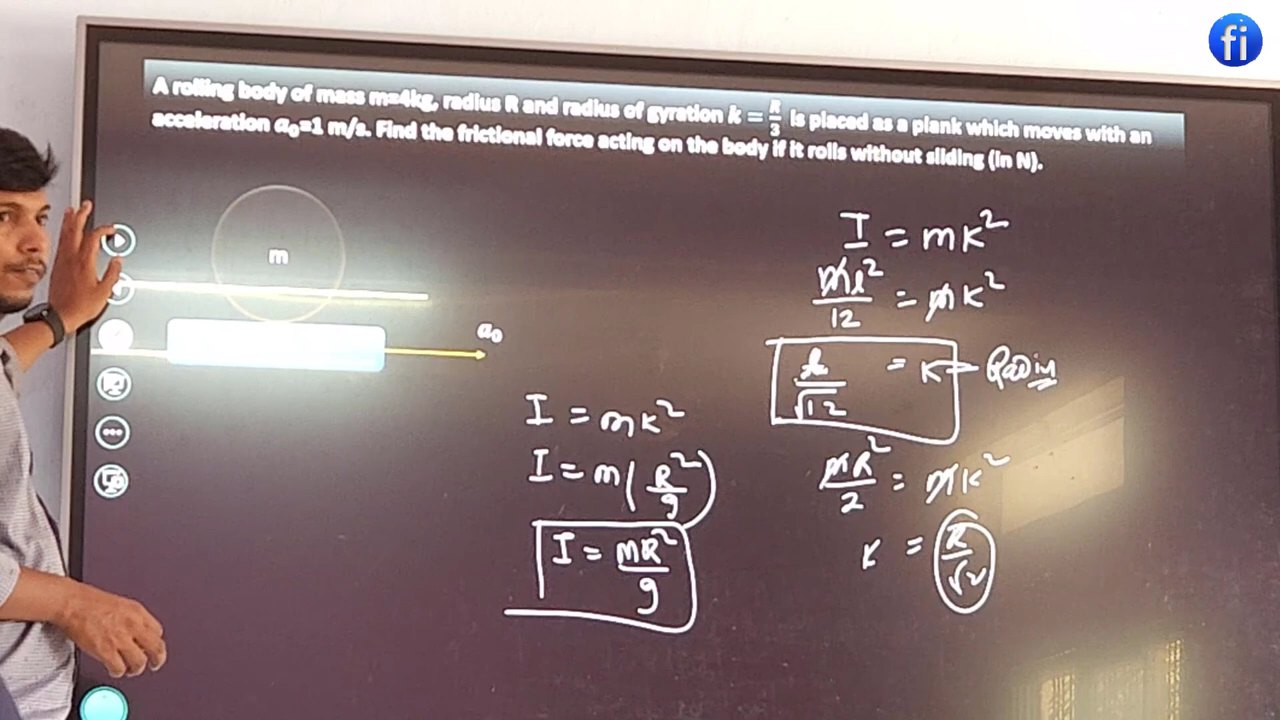 fi
A rolling body of mass m=4kg, radius R and radius of gyration k = R/3 is placed as a plank which moves with an
acceleration a₀=1 m/s. Find the frictional force acting on the body if it rolls without sliding (in N).
m
a₀
I = mk²
I = m(R²/9)
I = mR²/9
I = mk²
ml²/12 = mk²
/√12 = K
mR²/2 = mk²
K = R/√2